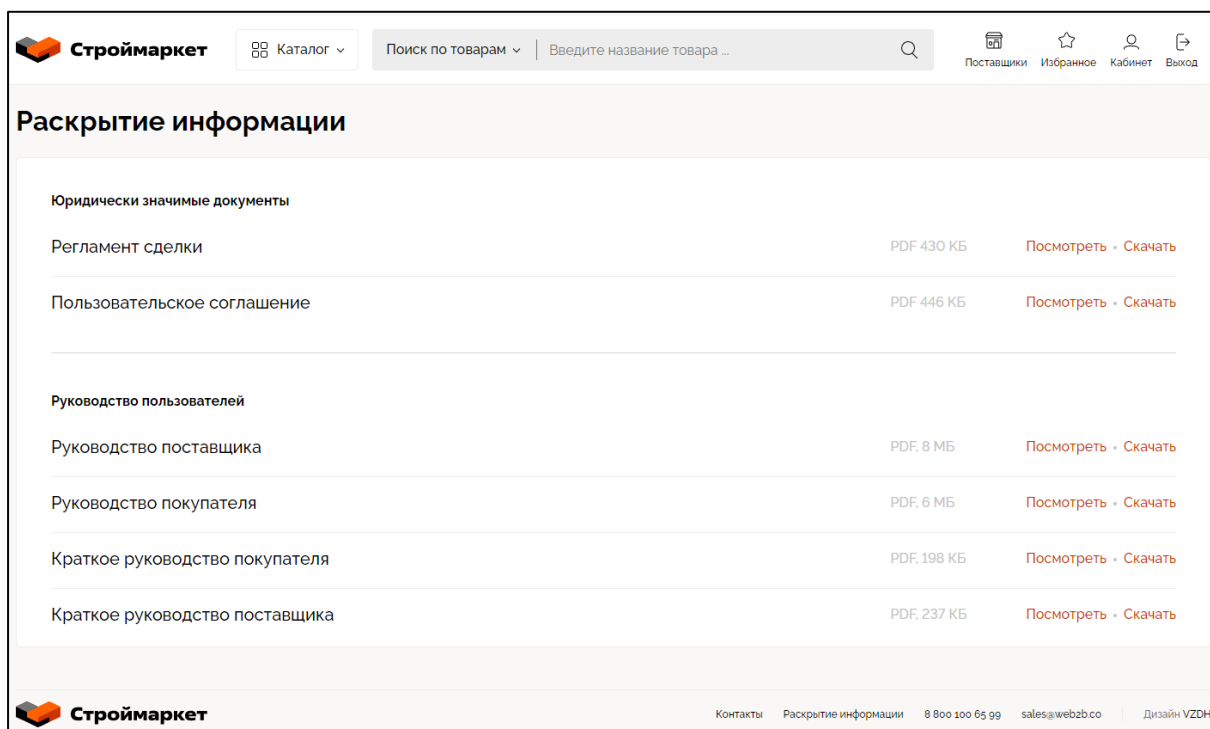 Строймаркет Каталог Поиск по товарам Введите название товара ... Поставщики Избранное Кабинет Выход
Раскрытие информации
Юридически значимые документы
Регламент сделки PDF 430 КБ Посмотреть • Скачать
Пользовательское соглашение PDF 446 КБ Посмотреть • Скачать
Руководство пользователей
Руководство поставщика PDF, 8 МБ Посмотреть • Скачать
Руководство покупателя PDF, 6 МБ Посмотреть • Скачать
Краткое руководство покупателя PDF, 198 КБ Посмотреть • Скачать
Краткое руководство поставщика PDF, 237 КБ Посмотреть • Скачать
Строймаркет Контакты Раскрытие информации 8 800 100 65 99 sales@web2b.co Дизайн VZDH